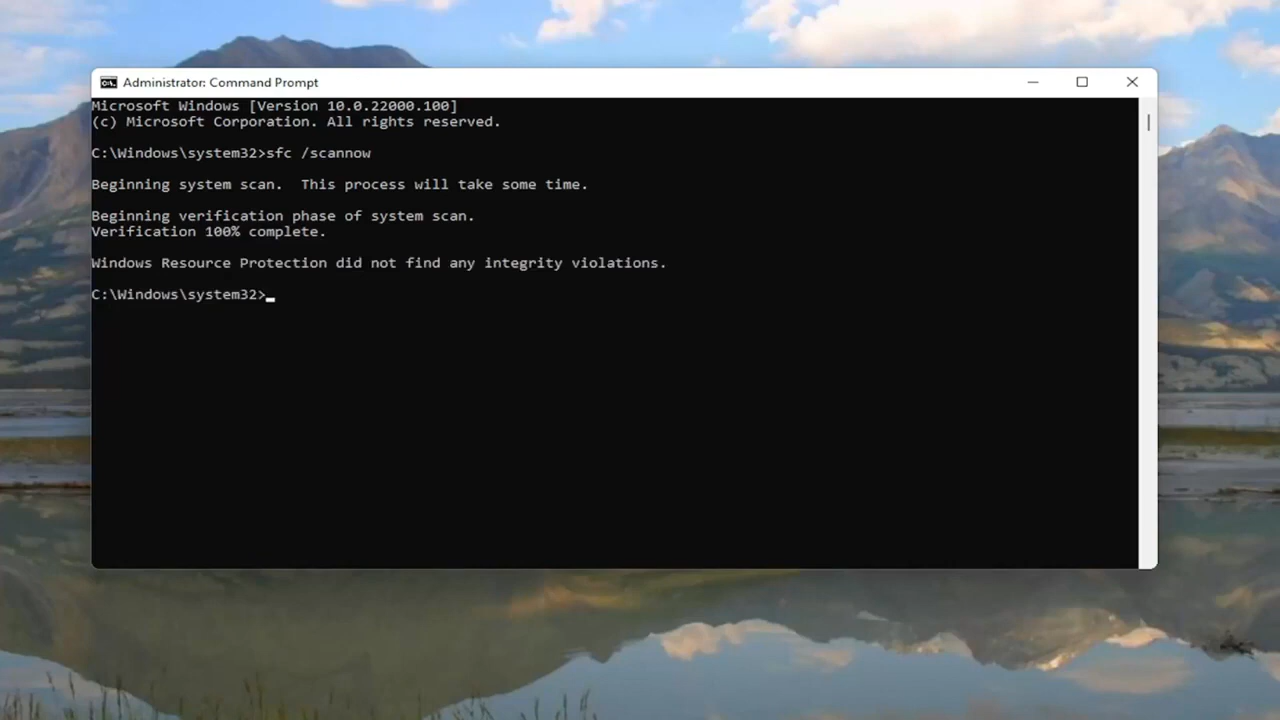 Administrator: Command Prompt
Microsoft Windows [Version 10.0.22000.100]
(c) Microsoft Corporation. All rights reserved.
C:\Windows\system32>sfc /scannow
Beginning system scan.  This process will take some time.
Beginning verification phase of system scan.
Verification 100% complete.
Windows Resource Protection did not find any integrity violations.
C:\Windows\system32>